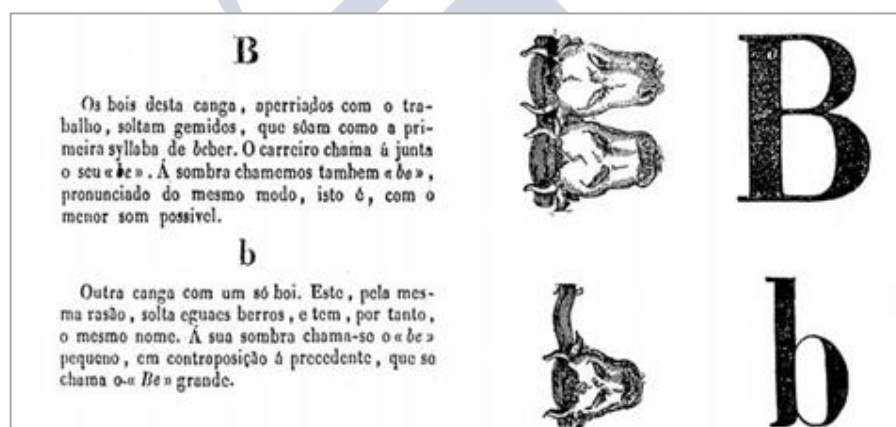 B
Os bois desta canga, aperriados com o tra-
balho, soltam gemidos, que sôam como a pri-
meira syllaba de beber. O carreiro chama á junta
o seu «be». Á sombra chamemos tambem «be»,
pronunciado do mesmo modo, isto é, com o
menor som possivel.
b
Outra canga com um só boi. Este, pela mes-
ma rasão, solta eguaes berros, e tem, por tanto,
o mesmo nome. Á sua sombra chama-se o «be»
pequeno, em contraposição á precedente, que se
chama o «Be» grande.
B
b